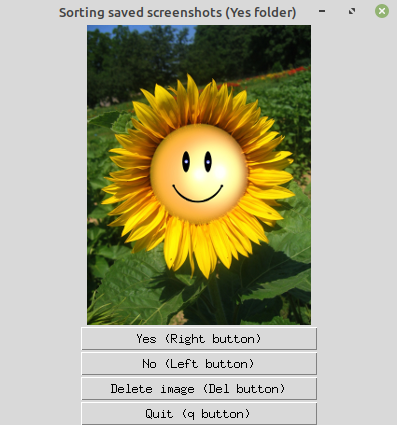 Sorting saved screenshots (Yes folder)
Yes (Right button)
No (Left button)
Delete image (Del button)
Quit (q button)